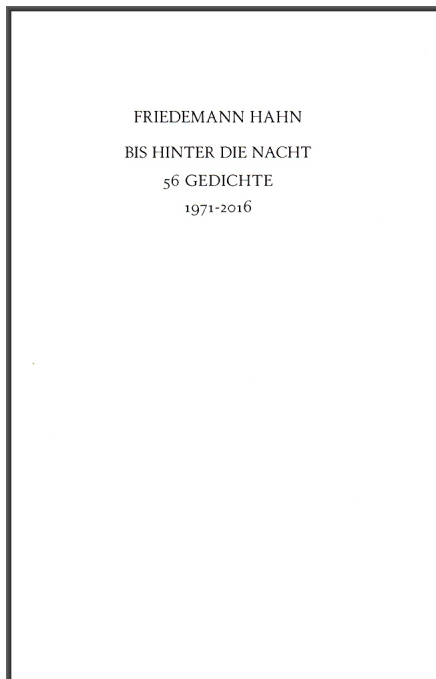 FRIEDEMANN HAHN
BIS HINTER DIE NACHT
56 GEDICHTE
1971-2016